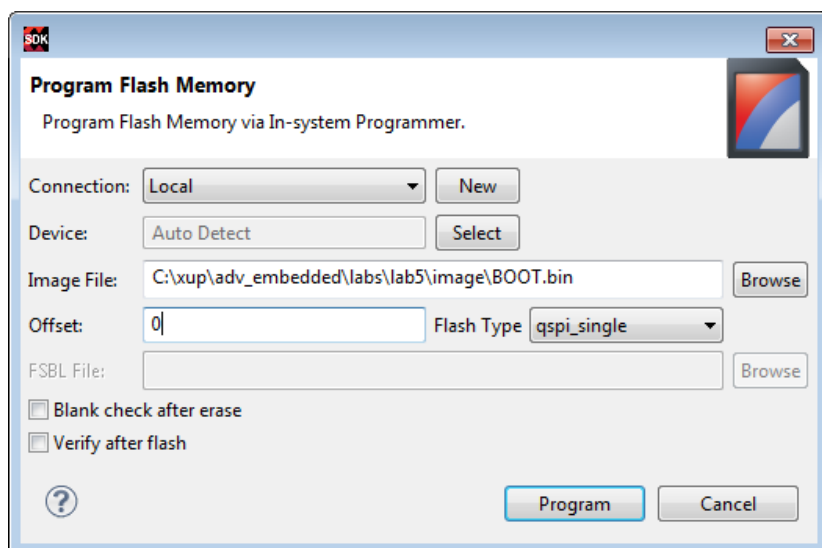 SDK
Program Flash Memory
Program Flash Memory via In-system Programmer.
Connection: Local New
Device: Auto Detect Select
Image File: C:\xup\adv_embedded\labs\lab5\image\BOOT.bin Browse
Offset: 0 Flash Type qspi_single
FSBL File: Browse
Blank check after erase
Verify after flash
? Program Cancel